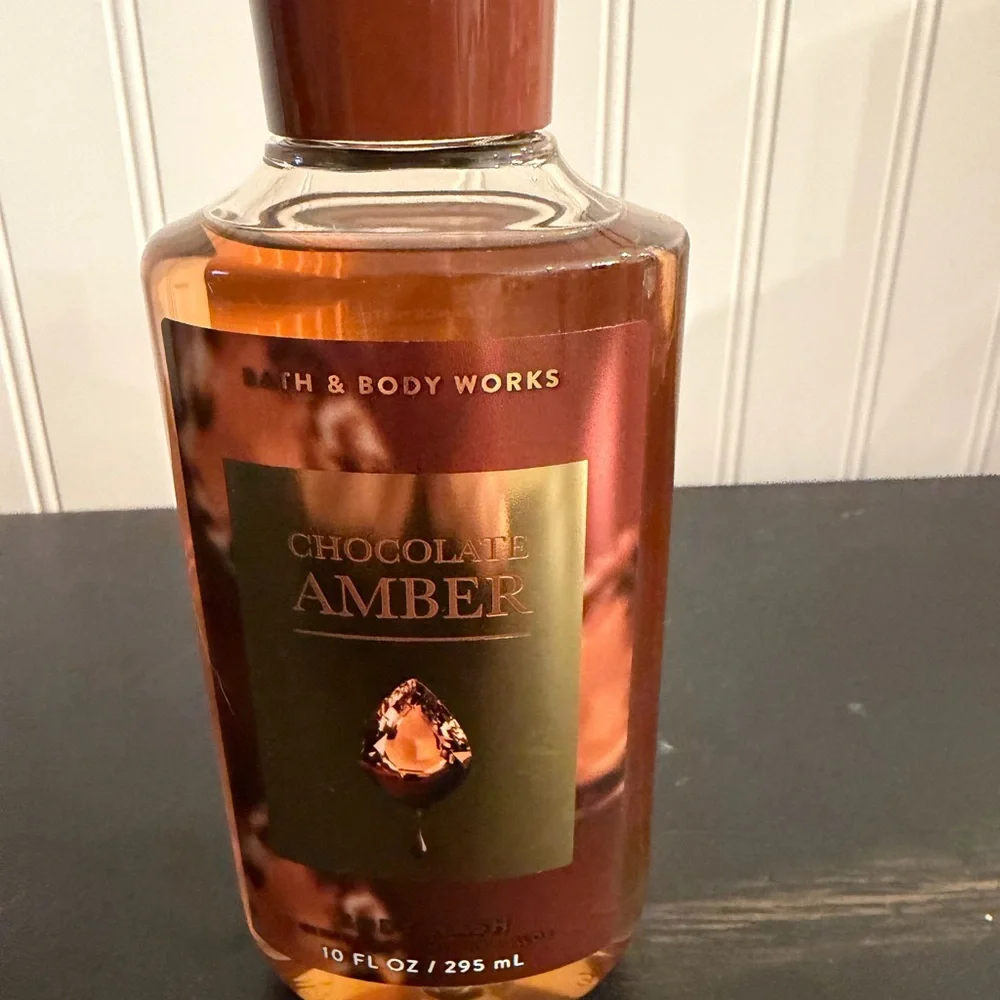 BATH & BODY WORKS
CHOCOLATE
AMBER
10 FL OZ / 295 mL